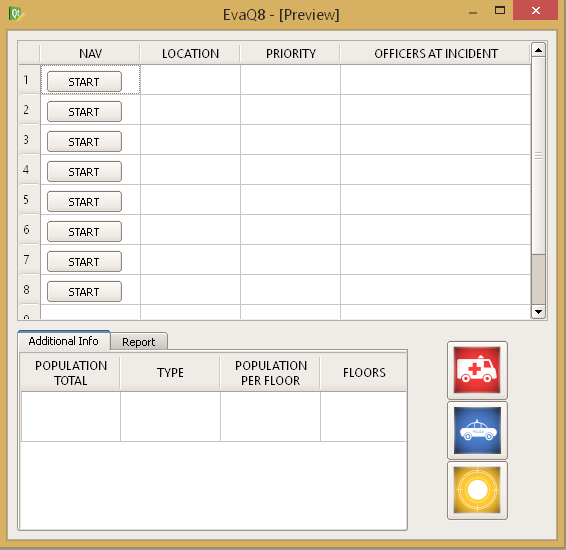 EvaQ8 - [Preview]
NAV LOCATION PRIORITY OFFICERS AT INCIDENT
1 START
2 START
3 START
4 START
5 START
6 START
7 START
8 START
Additional Info Report
POPULATION TOTAL TYPE POPULATION PER FLOOR FLOORS